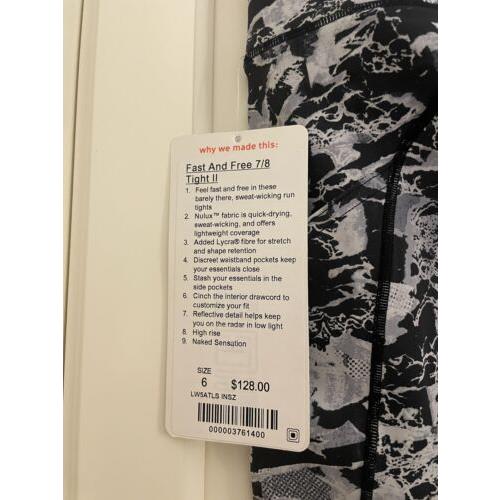 why we made this:
Fast And Free 7/8
Tight II
1. Feel fast and free in these
barely there, sweat-wicking run
tights
2. Nulux™ fabric is quick-drying,
sweat-wicking, and offers
lightweight coverage
3. Added Lycra® fibre for stretch
and shape retention
4. Discreet waistband pockets keep
your essentials close
5. Stash your essentials in the
side pockets
6. Cinch the interior drawcord to
customize your fit
7. Reflective detail helps keep
you on the radar in low light
8. High rise
9. Naked Sensation
SIZE
6 $128.00
LW5ATLS INSZ
000003761400